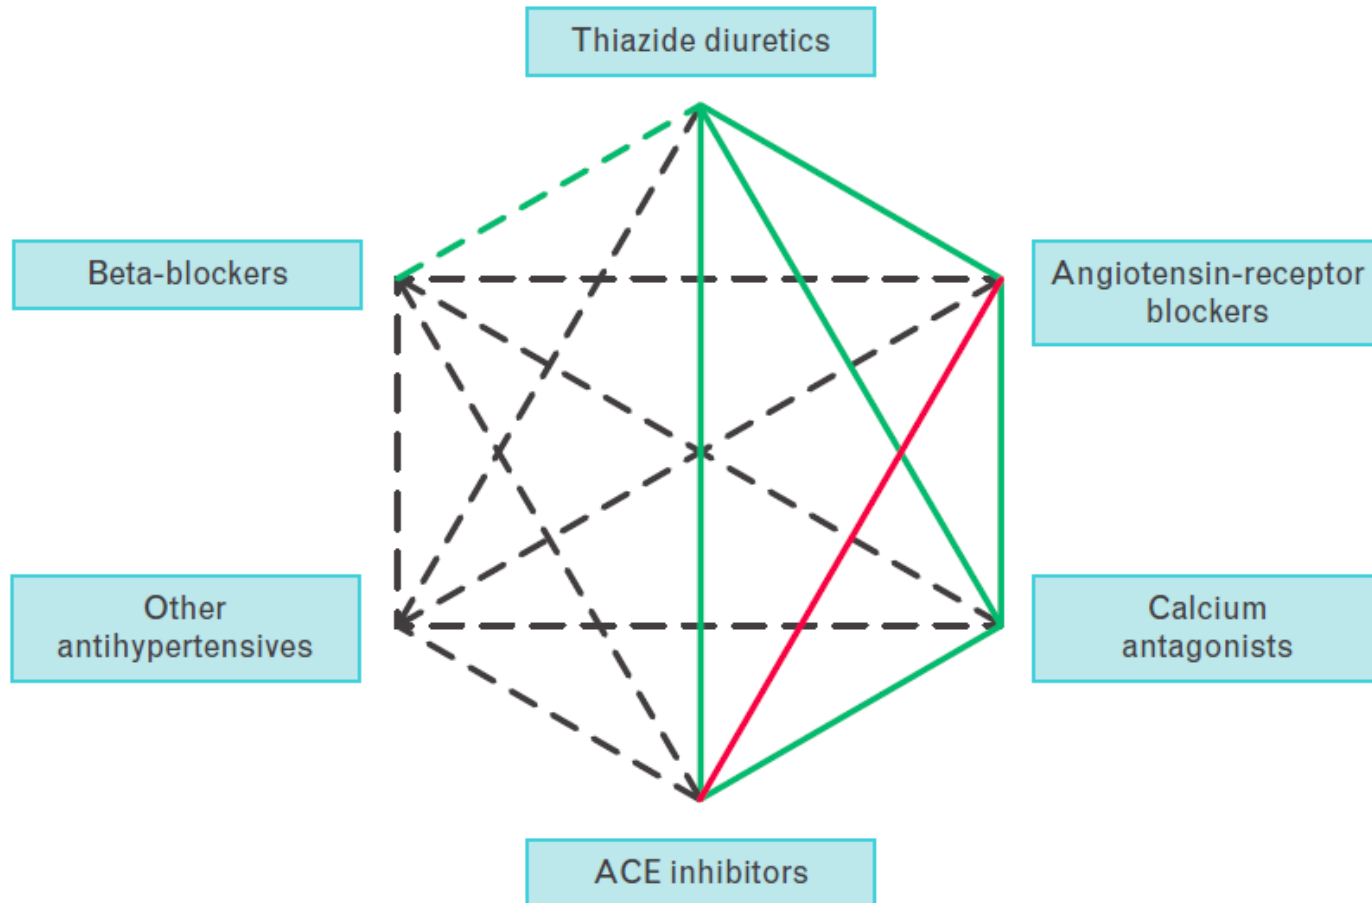 Thiazide diuretics
Beta-blockers
Angiotensin-receptor
blockers
Other
antihypertensives
Calcium
antagonists
ACE inhibitors